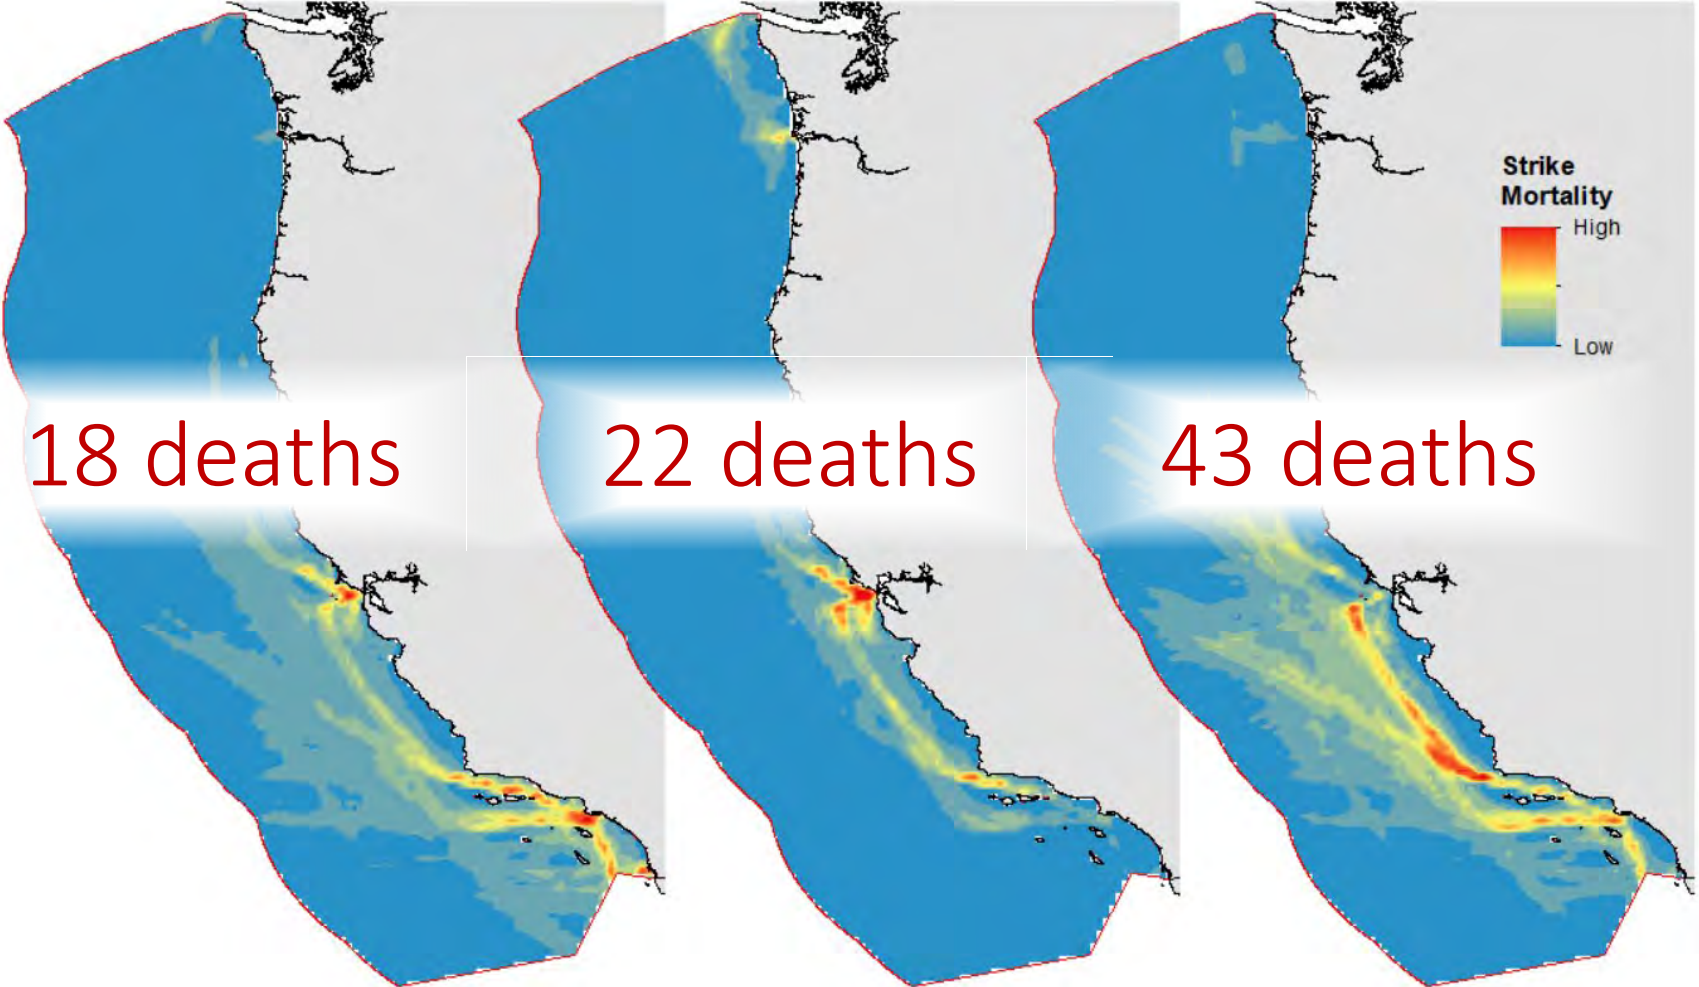 Strike
Mortality
High
Low
18 deaths
22 deaths
43 deaths